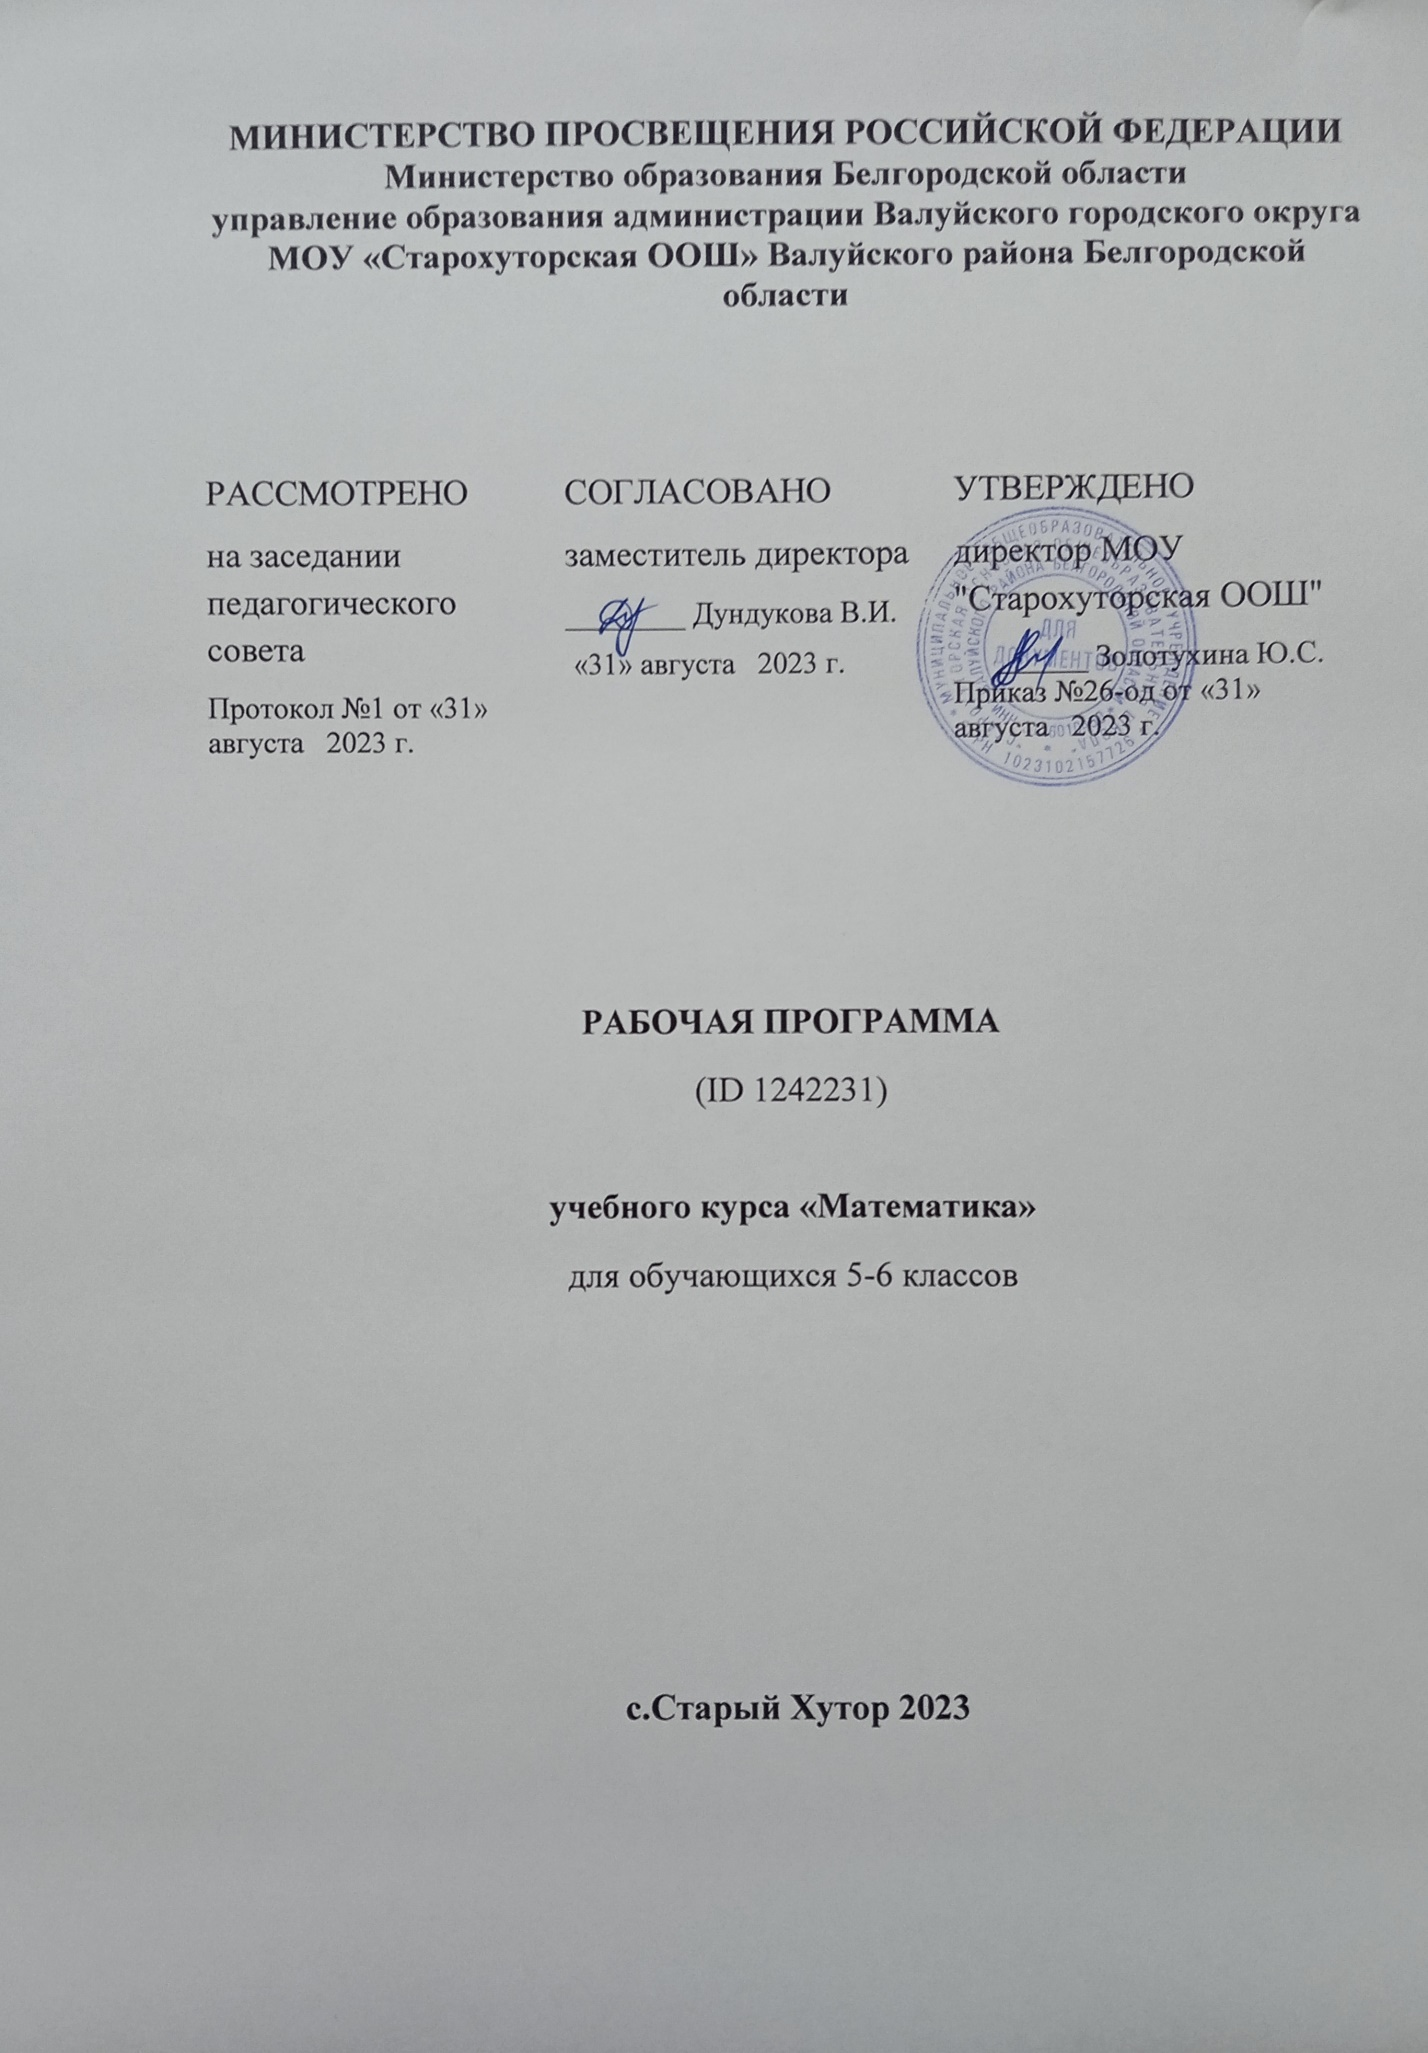 МИНИСТЕРСТВО ПРОСВЕЩЕНИЯ РОССИЙСКОЙ ФЕДЕРАЦИИ
Министерство образования Белгородской области
управление образования администрации Валуйского городского округа
МОУ «Старохуторская ООШ» Валуйского района Белгородской
области
РАССМОТРЕНО
на заседании
педагогического
совета
Протокол №1 от «31»
августа 2023 г.
СОГЛАСОВАНО
заместитель директора
Дундукова В.И.
«31» августа 2023 г.
УТВЕРЖДЕНО
директор МОУ
"Старохуторская ООШ"
Золотухина Ю.С.
Приказ №26-од от «31»
августа 2023 г.
ДЛЯ
ДОКУМЕНТОВ
1023102157726
РАБОЧАЯ ПРОГРАММА
(ID 1242231)
учебного курса «Математика»
для обучающихся 5-6 классов
с.Старый Хутор 2023